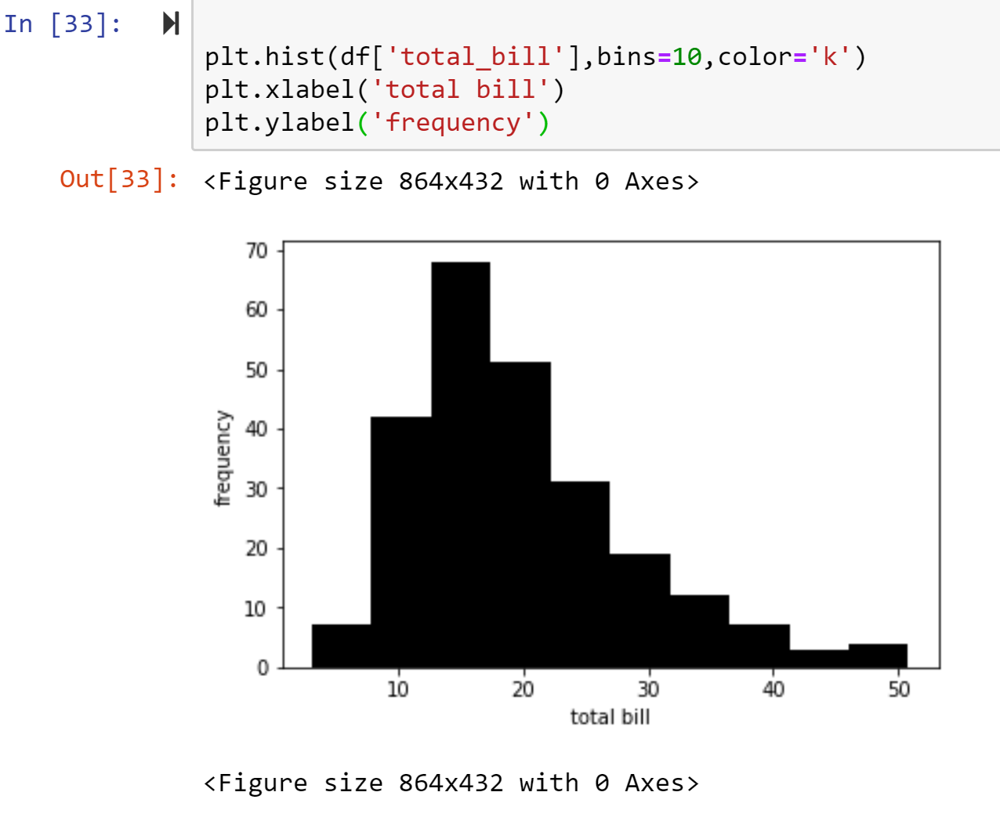 In [33]:
plt.hist(df['total_bill'],bins=10,color='k')
plt.xlabel('total bill')
plt.ylabel('frequency')
Out[33]: <Figure size 864x432 with 0 Axes>
70
60
50
40
30
20
10
0
frequency
10 20 30 40 50
total bill
<Figure size 864x432 with 0 Axes>